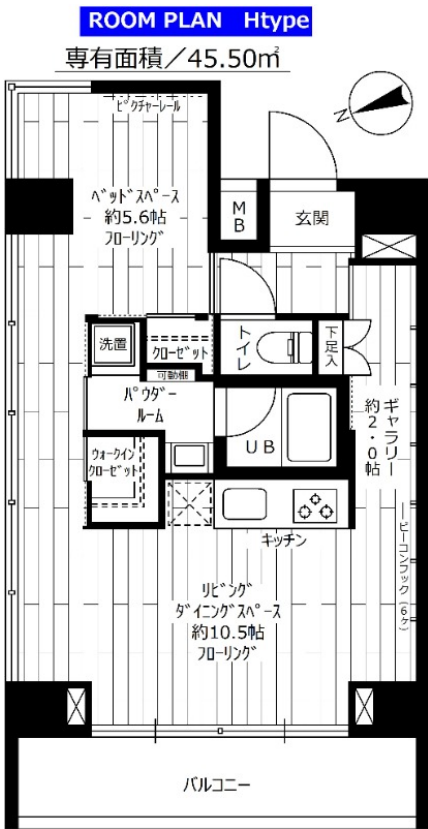 ROOM PLAN Htype
専有面積／45.50㎡
ピクチャーレール
N
ベッドスペース
約5.6帖
フローリング
M
B
玄関
洗置
クローゼット
トイレ
下足入
可動棚
パウダー
ルーム
UB
ギャラリー
約2・0帖
ウォークイン
クローゼット
ビーコンフック（6ヶ）
キッチン
リビング
ダイニングスペース
約10.5帖
フローリング
バルコニー